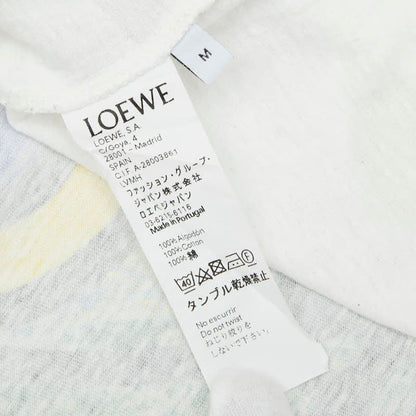 M
LOEWE
LOEWE, S.A.
C/Goya, 4
28001 - Madrid
SPAIN
C.I.F A-28003861
LVMH
ファッション・グループ・
ジャパン株式会社
ロエベジャパン
03-6215-6116
Made in Portugal
100% Algodón
100% Cotton
100% 綿
40 F
タンブル乾燥禁止
No escurrir
Do not twist
ねじり絞りを
しないで下さい。